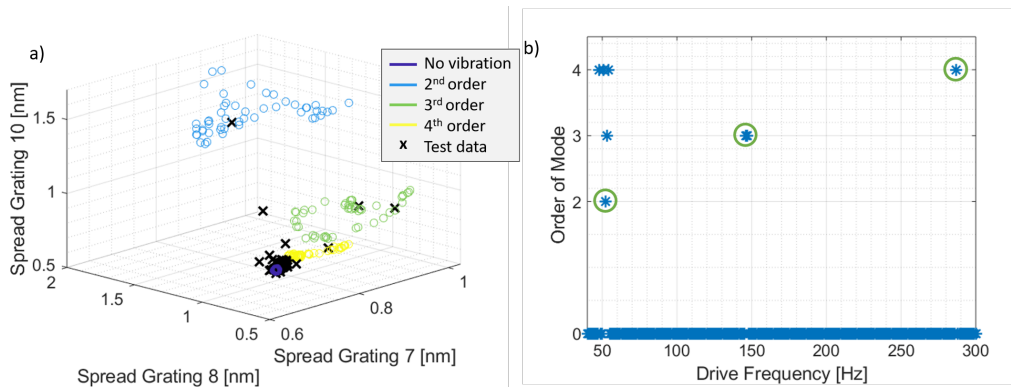 a)
No vibration
2nd order
3rd order
4th order
x Test data
Spread Grating 10 [nm]
1.5
1
0.5
2
1.5
1
0.5
0.6
0.8
1
Spread Grating 8 [nm]
Spread Grating 7 [nm]
b)
Order of Mode
4
3
2
0
50
100
150
200
250
300
Drive Frequency [Hz]